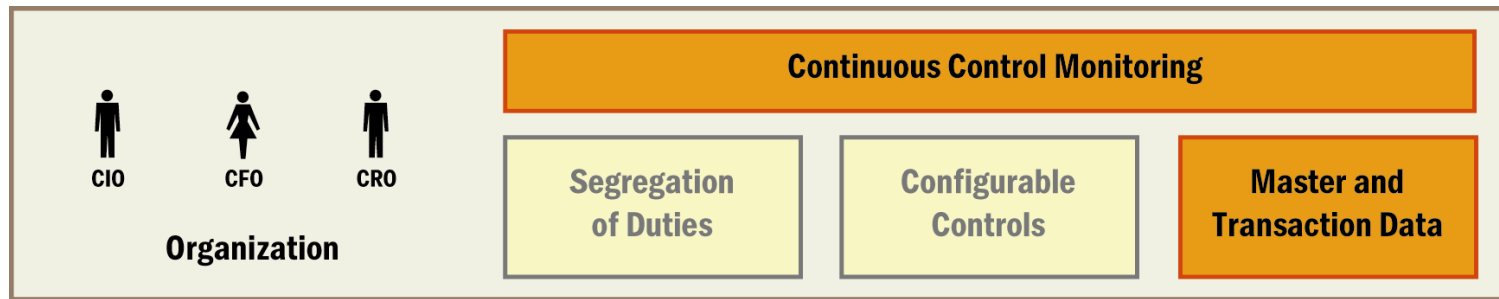 CIO
CFO
CRO
Organization
Continuous Control Monitoring
Segregation
of Duties
Configurable
Controls
Master and
Transaction Data